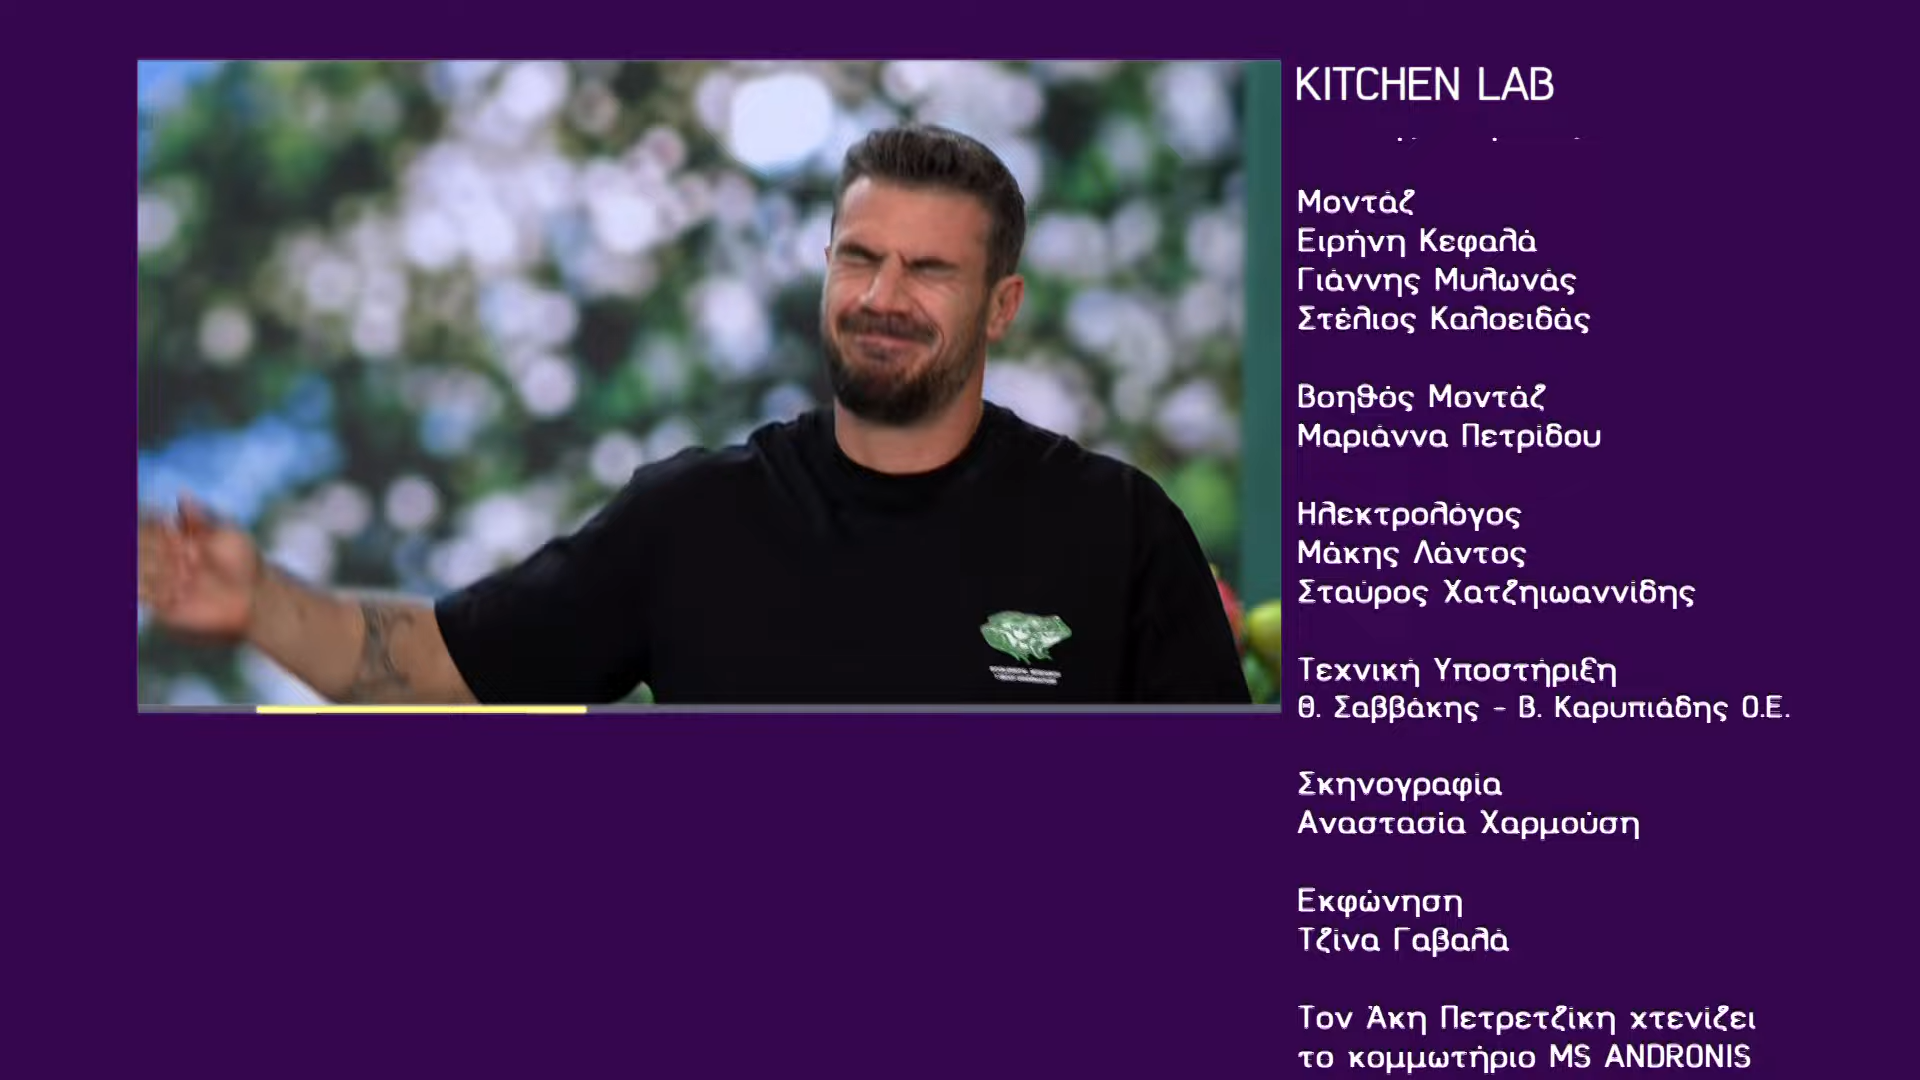 KITCHEN LAB
Μοντάζ
Ειρήνη Κεφαλά
Γιάννης Μυλωνάς
Στέλιος Καλοειδάς
Βοηθός Μοντάζ
Μαριάννα Πετρίδου
Ηλεκτρολόγος
Μάκης Λάντος
Σταύρος Χατζηιωαννίδης
Τεχνική Υποστήριξη
Θ. Σαββάκης - Β. Καρυπιάδης Ο.Ε.
Σκηνογραφία
Αναστασία Χαρμούση
Εκφώνηση
Τζίνα Γαβαλά
Τον Άκη Πετρετζίκη χτενίζει
το κομμωτήριο MS ANDRONIS